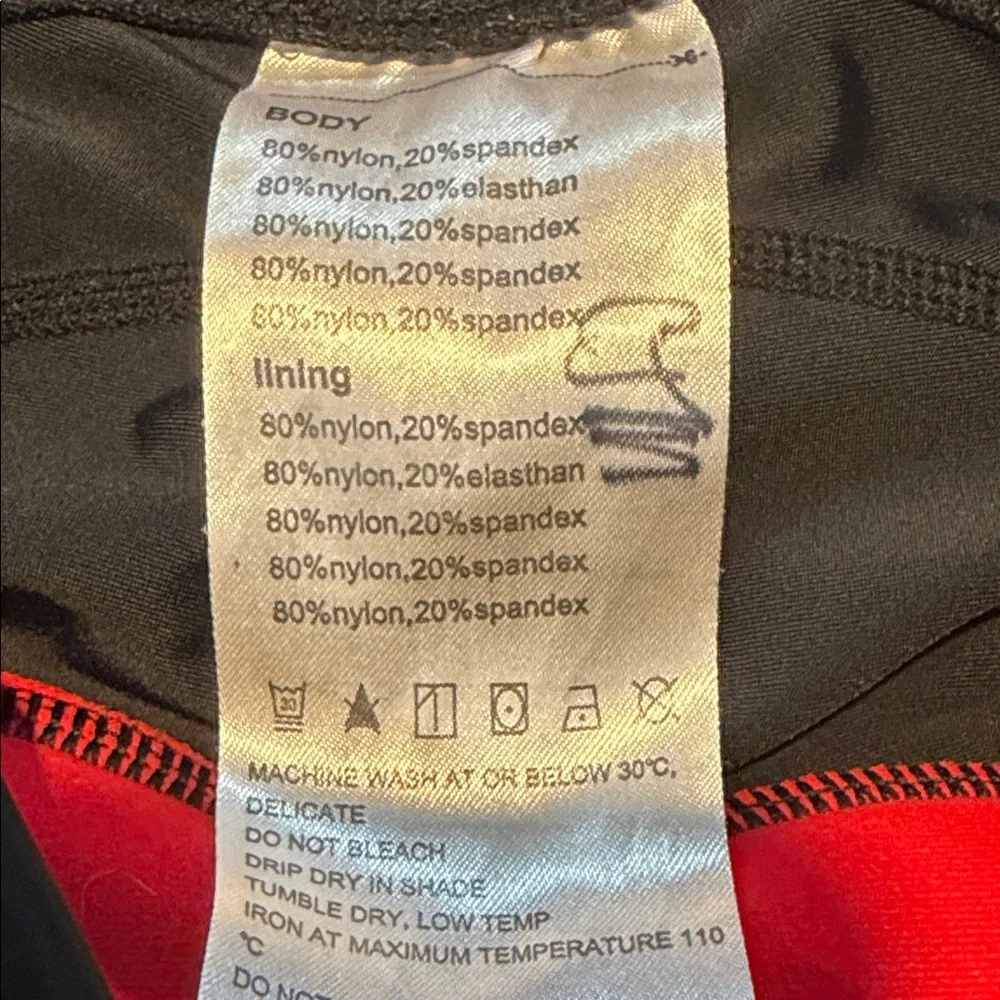 BODY
80%nylon,20%spandex
80%nylon,20%elasthan
80%nylon,20%spandex
80%nylon,20%spandex
80%nylon,20%spandex
lining
80%nylon,20%spandex
80%nylon,20%elasthan
80%nylon,20%spandex
80%nylon,20%spandex
80%nylon,20%spandex
30
MACHINE WASH AT OR BELOW 30℃,
DELICATE
DO NOT BLEACH
DRIP DRY IN SHADE
TUMBLE DRY, LOW TEMP
IRON AT MAXIMUM TEMPERATURE 110
℃
DO NOT